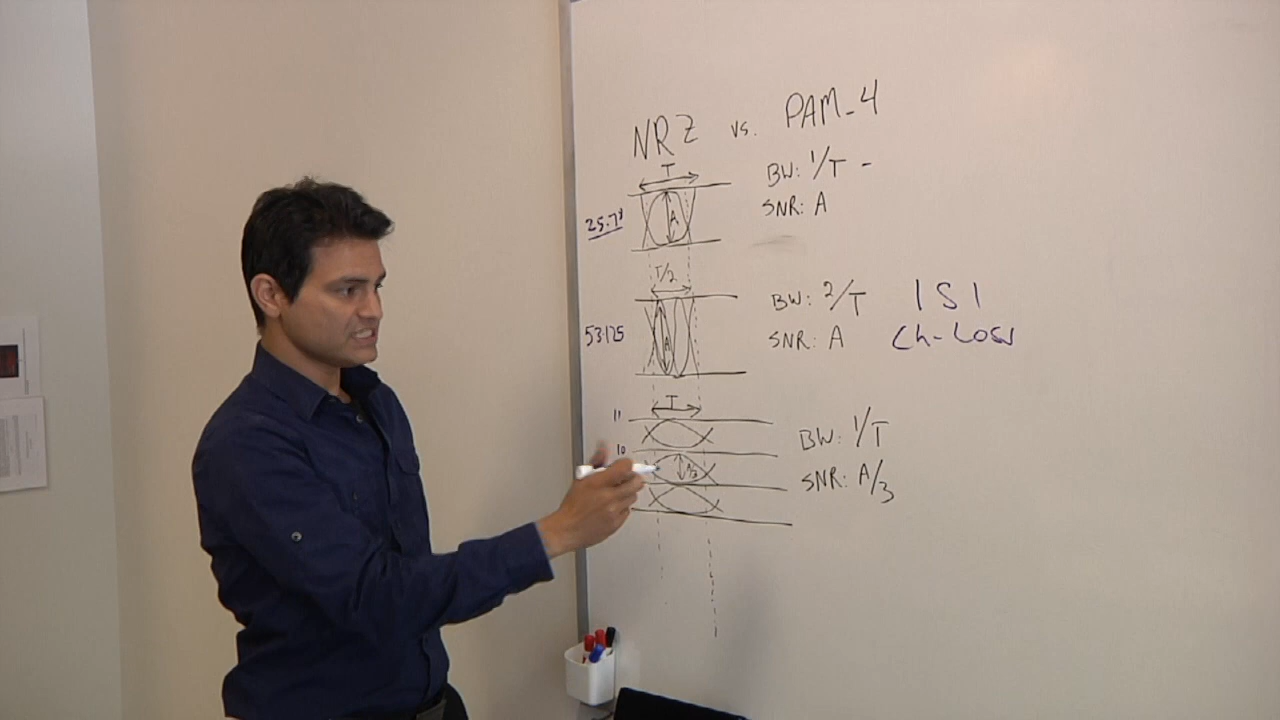 NRZ vs. PAM-4
T
BW: 1/T -
SNR: A
25.78
A
T/2
BW: 2/T ISI
53.125
A
SNR: A Ch-Loss
T
11
BW: 1/T
10
A/3
SNR: A/3